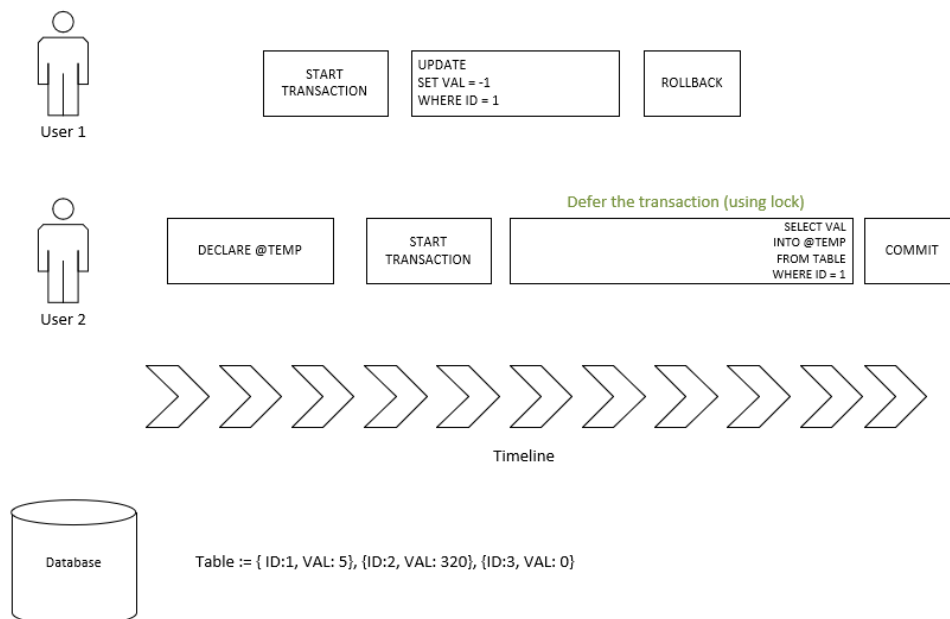 START
TRANSACTION
UPDATE
SET VAL = -1
WHERE ID = 1
ROLLBACK
User 1
Defer the transaction (using lock)
DECLARE @TEMP
START
TRANSACTION
SELECT VAL
INTO @TEMP
FROM TABLE
WHERE ID = 1
COMMIT
User 2
Timeline
Database
Table := { ID:1, VAL: 5}, {ID:2, VAL: 320}, {ID:3, VAL: 0}